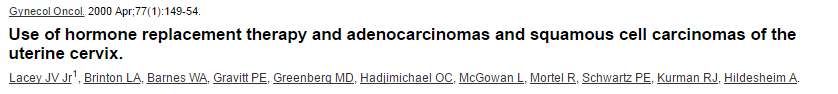 Gynecol Oncol. 2000 Apr;77(1):149-54.
Use of hormone replacement therapy and adenocarcinomas and squamous cell carcinomas of the
uterine cervix.
Lacey JV Jr1, Brinton LA, Barnes WA, Gravitt PE, Greenberg MD, Hadjimichael OC, McGowan L, Mortel R, Schwartz PE, Kurman RJ, Hildesheim A.